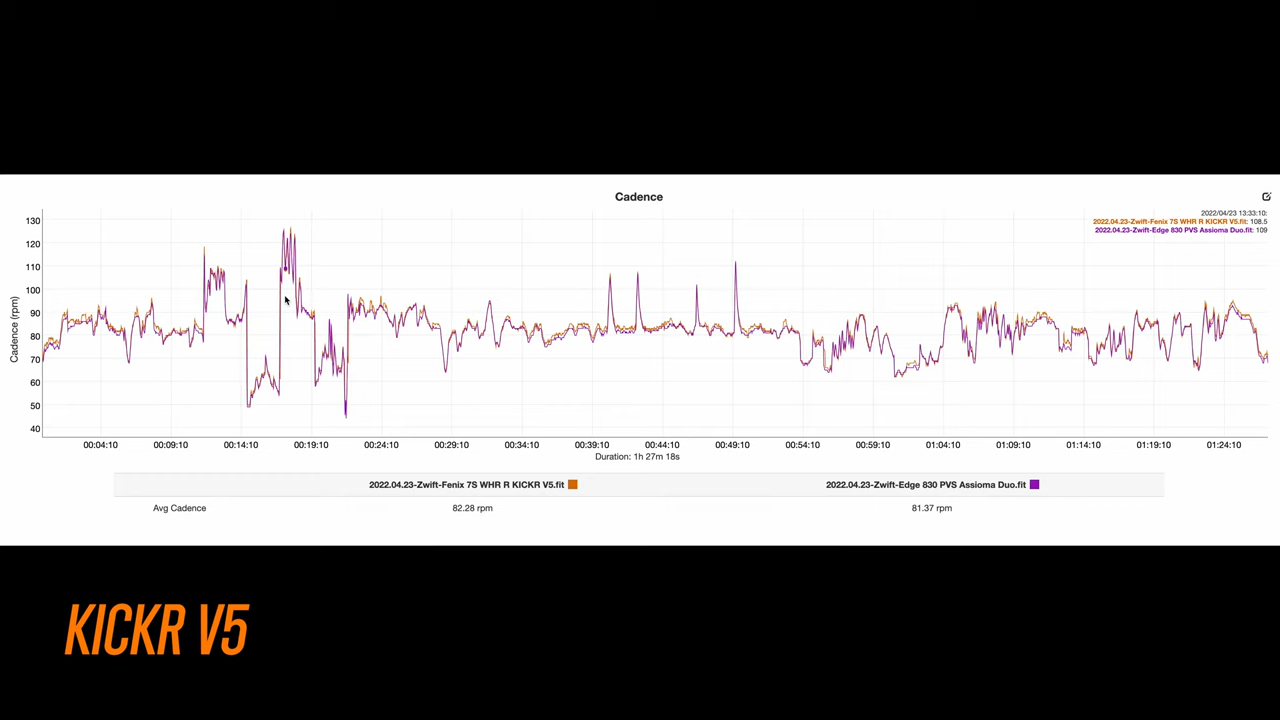 Cadence
2022/04/23 13:33:10:
2022.04.23-Zwift-Fenix 7S WHR R KICKR V5.fit: 108.5
2022.04.23-Zwift-Edge 830 PVS Assioma Duo.fit: 109
Cadence (rpm)
130
120
110
100
90
80
70
60
50
40
00:04:10 00:09:10 00:14:10 00:19:10 00:24:10 00:29:10 00:34:10 00:39:10 00:44:10 00:49:10 00:54:10 00:59:10 01:04:10 01:09:10 01:14:10 01:19:10 01:24:10
Duration: 1h 27m 18s
2022.04.23-Zwift-Fenix 7S WHR R KICKR V5.fit 2022.04.23-Zwift-Edge 830 PVS Assioma Duo.fit
Avg Cadence 82.28 rpm 81.37 rpm
KICKR V5